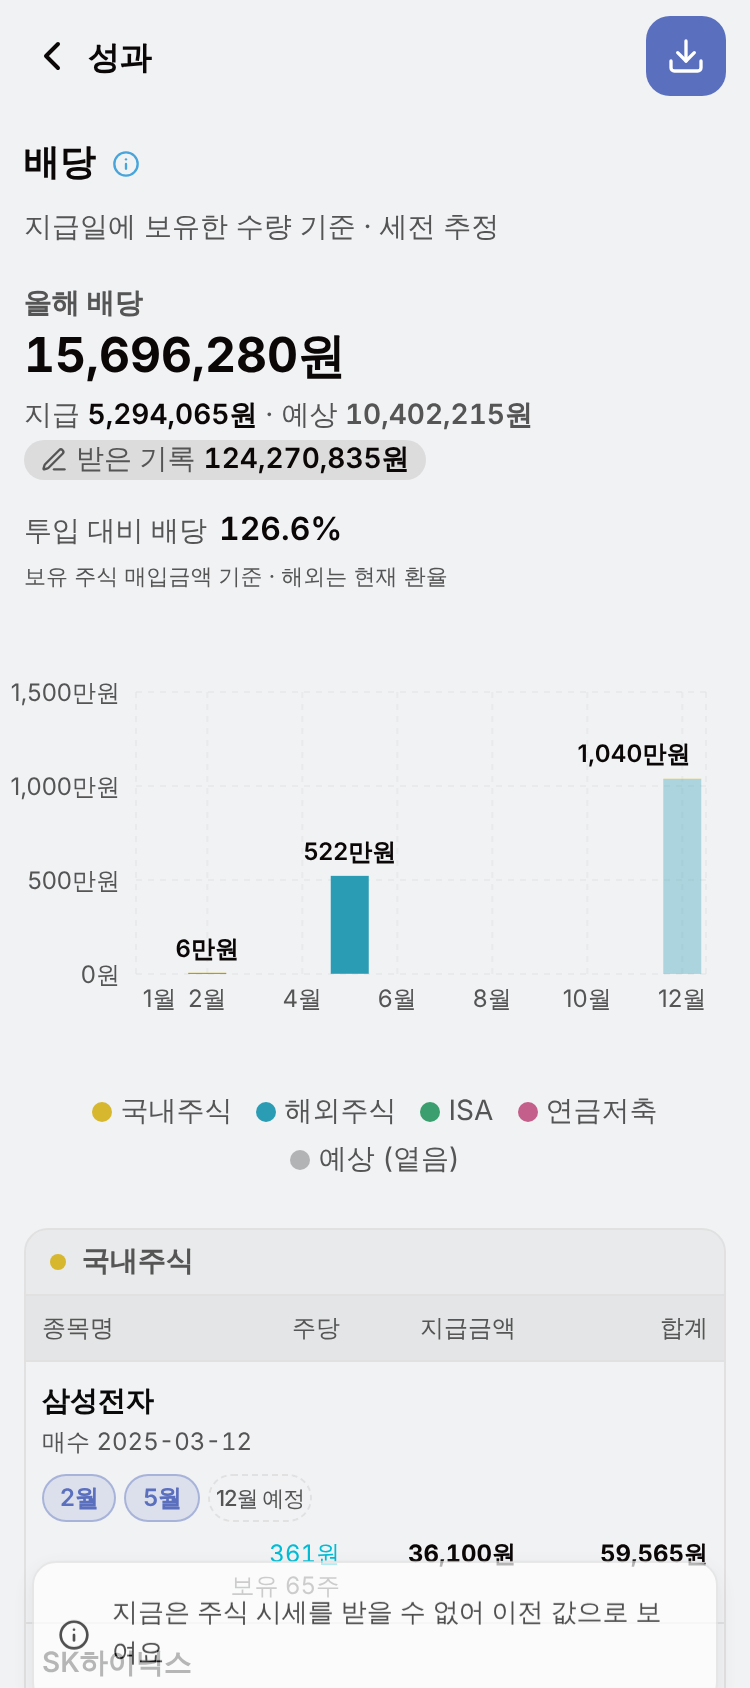 성과
배당
지급일에 보유한 수량 기준 · 세전 추정
올해 배당
15,696,280원
지급 5,294,065원 · 예상 10,402,215원
받은 기록 124,270,835원
투입 대비 배당 126.6%
보유 주식 매입금액 기준 · 해외는 현재 환율
1,500만원
1,000만원
500만원
0원
6만원
522만원
1,040만원
1월 2월 4월 6월 8월 10월 12월
국내주식 해외주식 ISA 연금저축
예상 (옅음)
국내주식
종목명 주당 지급금액 합계
삼성전자
매수 2025-03-12
2월 5월 12월 예정
361원 36,100원 59,565원
보유 65주
지금은 주식 시세를 받을 수 없어 이전 값으로 보
여요
SK하이닉스